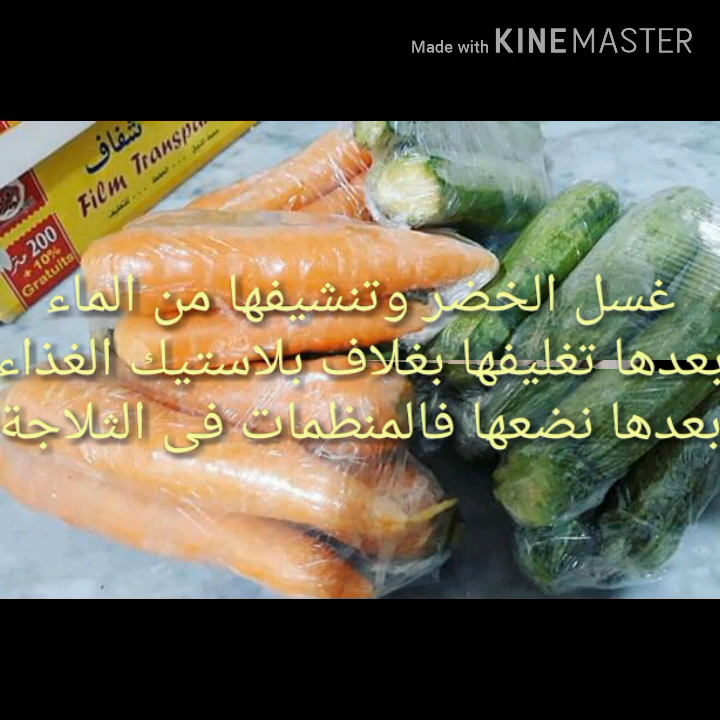 Made with KINEMASTER
شفاف
Film Transpa
200
+ 10%
Gratuits
غسل الخضر وتنشيفها من الماء
بعدها تغليفها بغلاف بلاستيك الغذاء
بعدها نضعها فالمنظمات فى الثلاجة